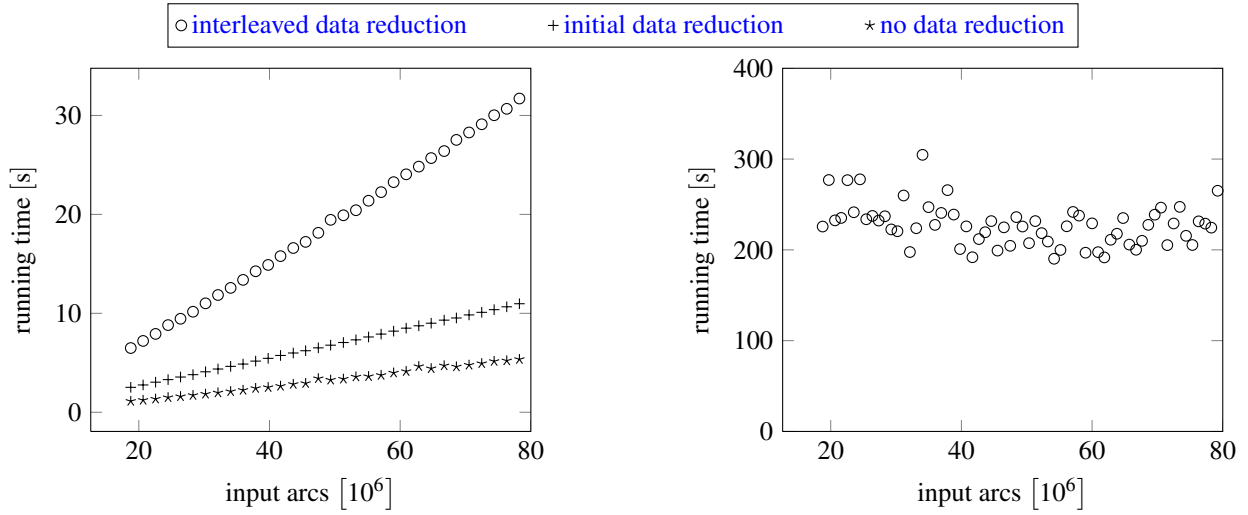 interleaved data reduction
initial data reduction
no data reduction
30
20
10
0
20
40
60
80
running time [s]
input arcs [10⁶]
400
300
200
100
0
20
40
60
80
running time [s]
input arcs [10⁶]